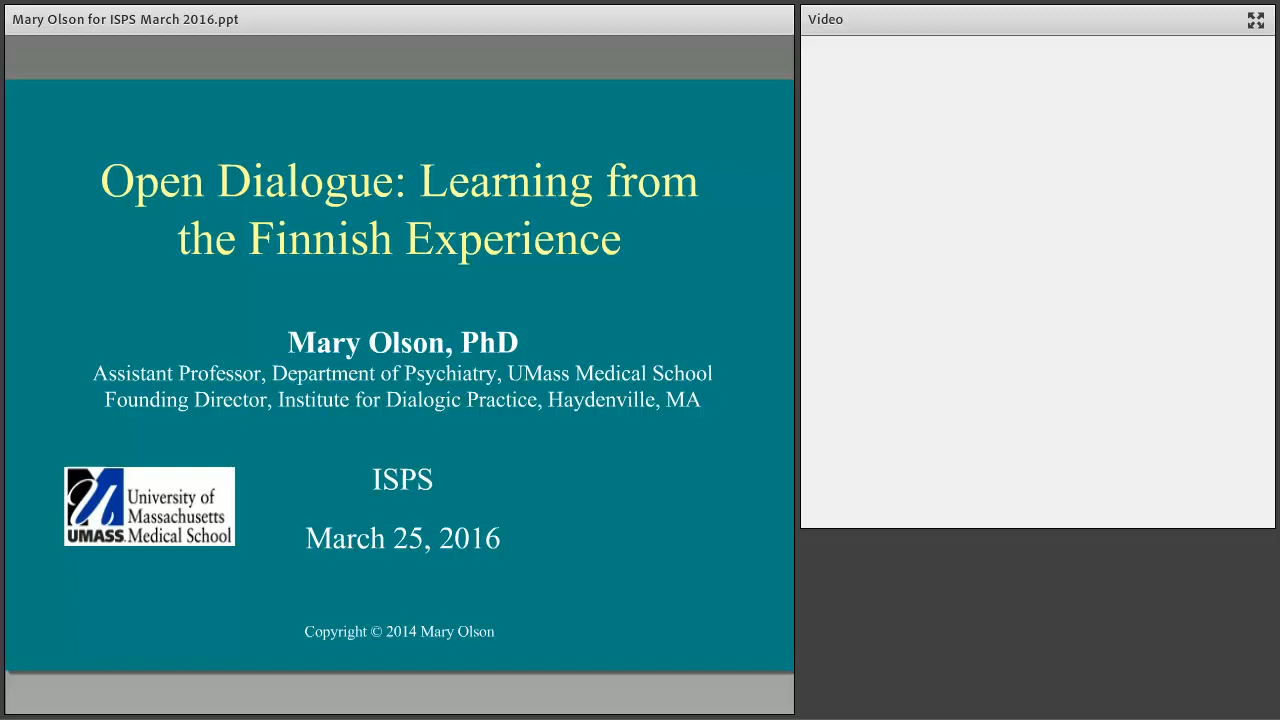 Mary Olson for ISPS March 2016.ppt
Video
Open Dialogue: Learning from
the Finnish Experience
Mary Olson, PhD
Assistant Professor, Department of Psychiatry, UMass Medical School
Founding Director, Institute for Dialogic Practice, Haydenville, MA
ISPS
March 25, 2016
University of
Massachusetts
UMASS. Medical School
Copyright © 2014 Mary Olson